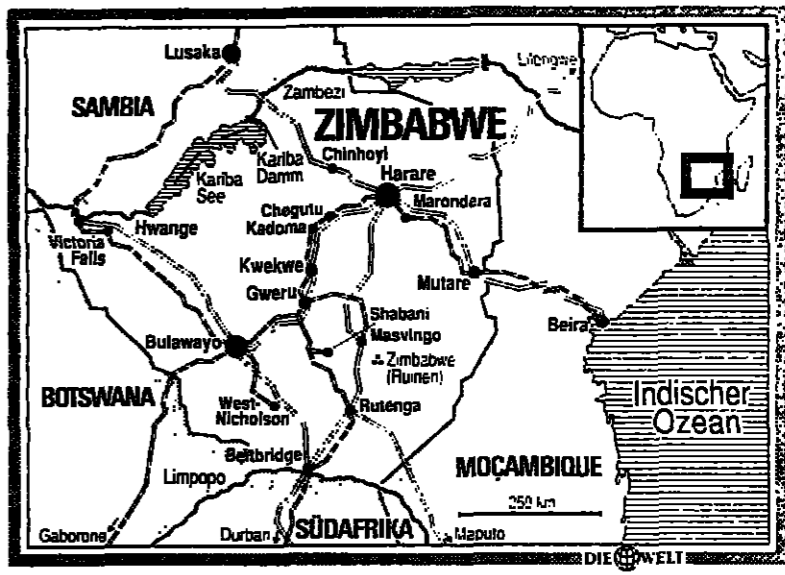 Lusaka
SAMBIA
Zambezi
Lilongwe
ZIMBABWE
Kariba
Damm
Chinhoyi
Kariba
See
Harare
Marondera
Chegutu
Kadoma
Hwange
Victoria
Falls
Kwekwe
Mutare
Gweru
Shabani
Masvingo
Beira
Bulawayo
Zimbabwe
(Ruinen)
BOTSWANA
West-
Nicholson
Rutenga
Indischer
Ozean
Beitbridge
Limpopo
MOÇAMBIQUE
250 km
Gaborone
Durban
SÜDAFRIKA
Maputo
DIE WELT